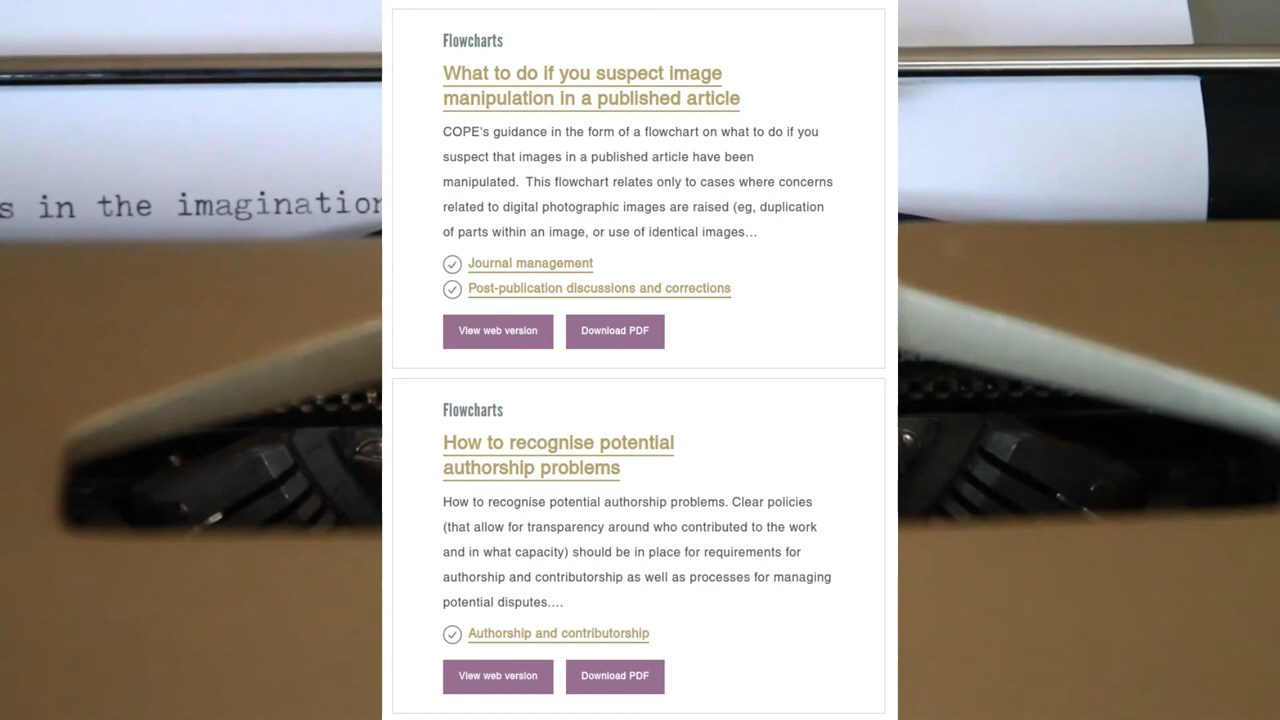 s in the imagination
Flowcharts
What to do if you suspect image
manipulation in a published article
COPE's guidance in the form of a flowchart on what to do if you
suspect that images in a published article have been
manipulated.  This flowchart relates only to cases where concerns
related to digital photographic images are raised (eg, duplication
of parts within an image, or use of identical images…
Journal management
Post-publication discussions and corrections
View web version
Download PDF
Flowcharts
How to recognise potential
authorship problems
How to recognise potential authorship problems. Clear policies
(that allow for transparency around who contributed to the work
and in what capacity) should be in place for requirements for
authorship and contributorship as well as processes for managing
potential disputes....
Authorship and contributorship
View web version
Download PDF